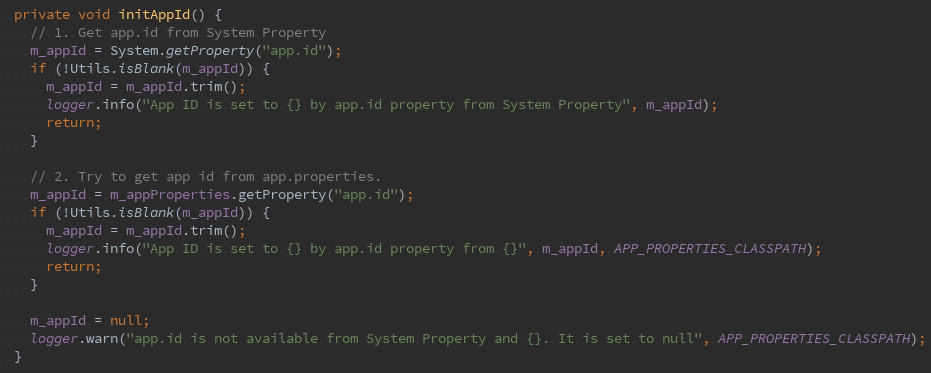 private void initAppId() {
  // 1. Get app.id from System Property
  m_appId = System.getProperty("app.id");
  if (!Utils.isBlank(m_appId)) {
    m_appId = m_appId.trim();
    logger.info("App ID is set to {} by app.id property from System Property", m_appId);
    return;
  }

  // 2. Try to get app id from app.properties.
  m_appId = m_appProperties.getProperty("app.id");
  if (!Utils.isBlank(m_appId)) {
    m_appId = m_appId.trim();
    logger.info("App ID is set to {} by app.id property from {}", m_appId, APP_PROPERTIES_CLASSPATH);
    return;
  }

  m_appId = null;
  logger.warn("app.id is not available from System Property and {}. It is set to null", APP_PROPERTIES_CLASSPATH);
}